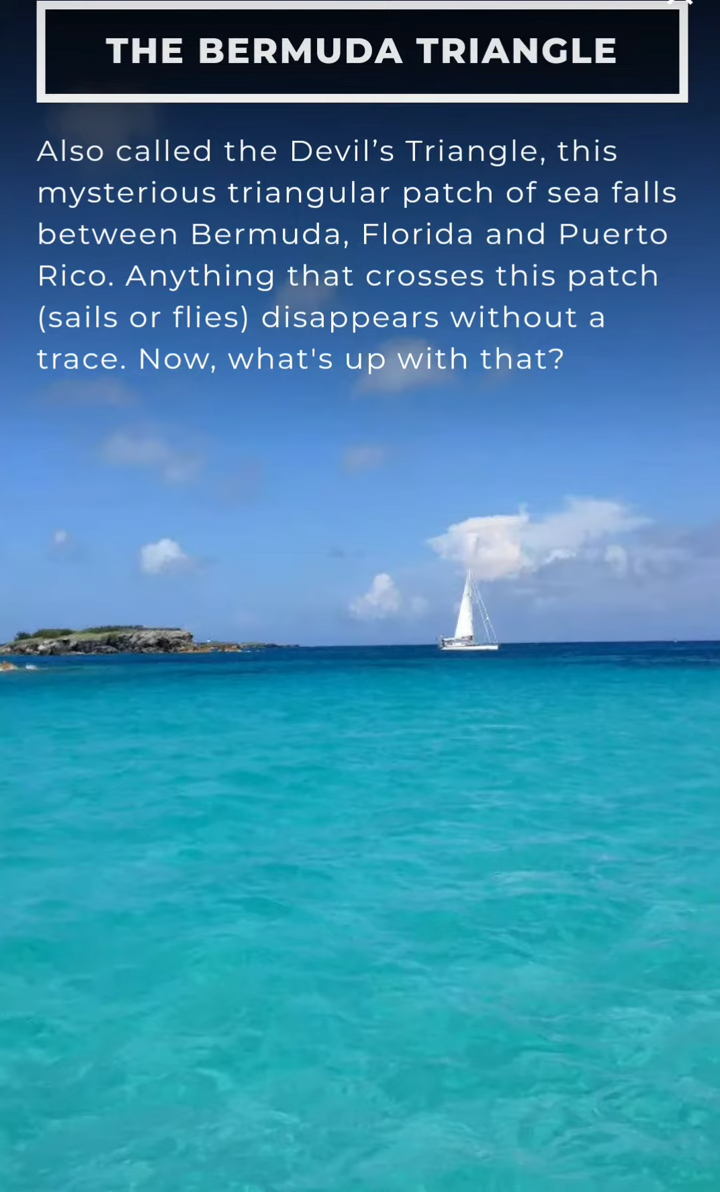 THE BERMUDA TRIANGLE
Also called the Devil’s Triangle, this
mysterious triangular patch of sea falls
between Bermuda, Florida and Puerto
Rico. Anything that crosses this patch
(sails or flies) disappears without a
trace. Now, what's up with that?